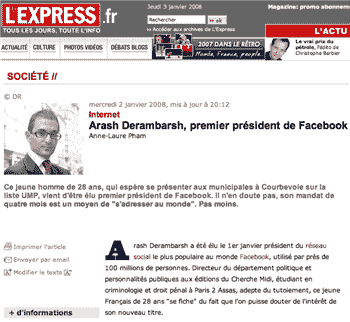 L'EXPRESS.fr
TOUS LES JOURS, TOUTE L'INFO
Jeudi 3 janvier 2008
Magazine: promo abonnement
Rechercher
ok
>> Accéder aux archives de L'Express
ACTUALITÉ
CULTURE
PHOTOS VIDÉOS
DÉBATS BLOGS
2007 DANS LE RÉTRO
Monde, France, people...
L'ACTU
Le vrai prix du
pétrole, l'édito de
Christophe Barbier
SOCIÉTÉ //
© DR
mercredi 2 janvier 2008, mis à jour à 20:12
Internet
Arash Derambarsh, premier président de Facebook
Anne-Laure Pham
Ce jeune homme de 28 ans, qui espère se présenter aux municipales à Courbevoie sur la
liste UMP, vient d'être élu premier président de Facebook. Il n'en doute pas, son mandat de
quatre mois est un moyen de "s'adresser au monde". Pas moins.
Imprimer l'article
Envoyer par email
Modifier le texte
Arash Derambarsh a été élu le 1er janvier président du réseau
social le plus populaire au monde Facebook, utilisé par près de
100 millions de personnes. Directeur du département politique et
personnalités publiques aux éditions du Cherche Midi, étudiant en
criminologie et droit pénal à Paris 2 Assas, adepte du tutoiement, ce jeune
Français de 28 ans "se fiche" du fait que l'on puisse douter de l'intérêt de
son nouveau titre.
+ d'informations